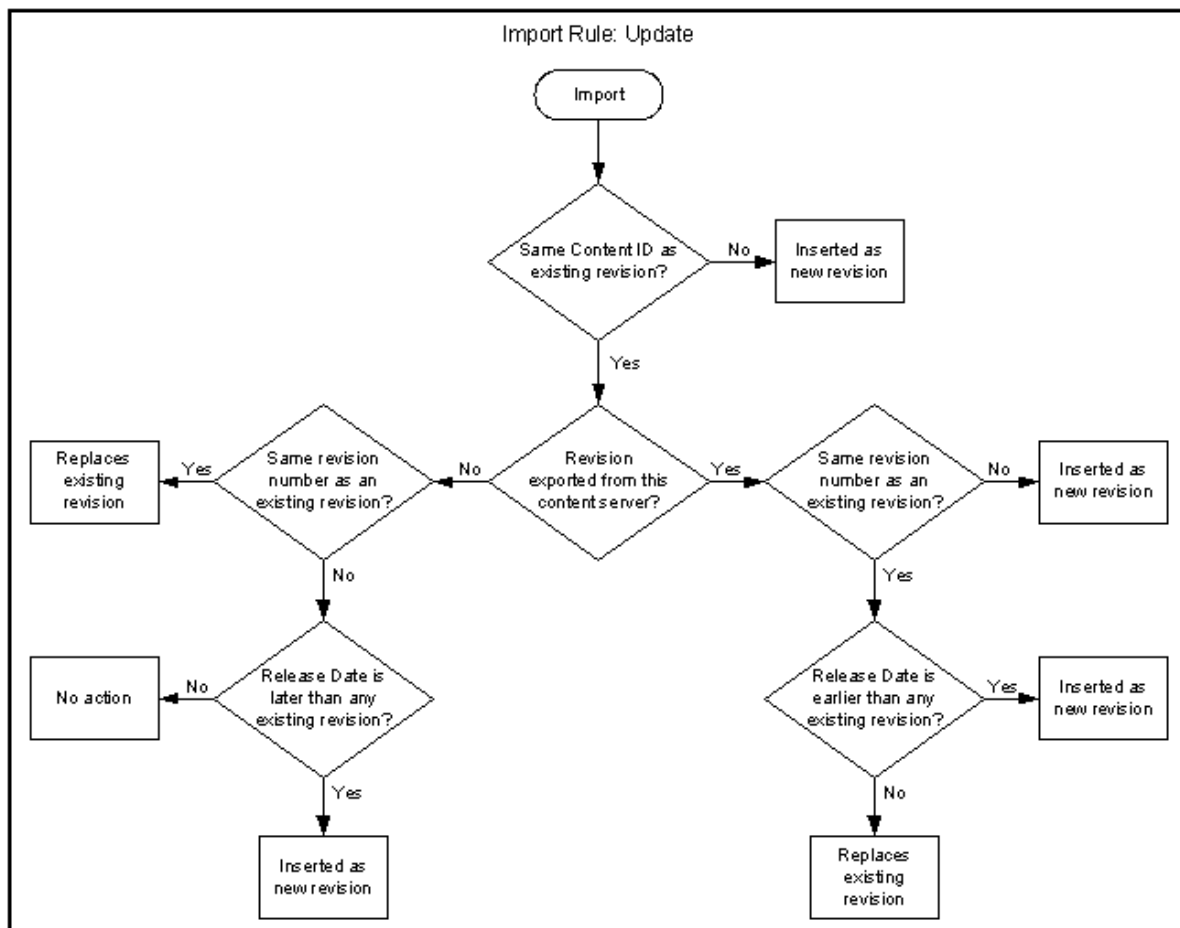 Import Rule: Update
Import
Same Content ID as
existing revision?
No
Inserted as
new revision
Yes
Replaces
existing
revision
Yes
Same revision
number as an
existing revision?
No
Revision
exported from this
content server?
Yes
Same revision
number as an
existing revision?
No
Inserted as
new revision
No
Yes
No action
No
Release Date is
later than any
existing revision?
Release Date is
earlier than any
existing revision?
Yes
Inserted as
new revision
Yes
No
Inserted as
new revision
Replaces
existing
revision